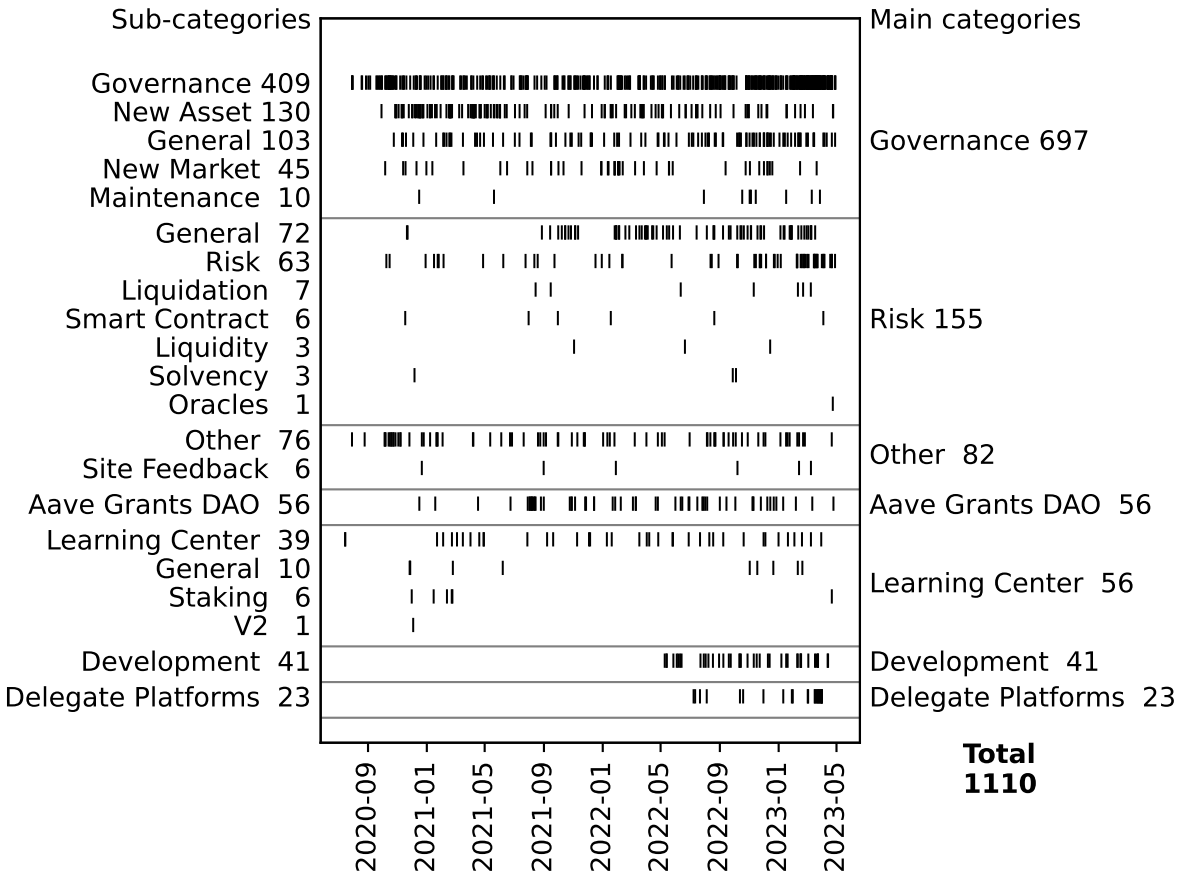 Sub-categories Main categories
Governance 409
New Asset 130
General 103 Governance 697
New Market 45
Maintenance 10
General 72
Risk 63
Liquidation 7
Smart Contract 6 Risk 155
Liquidity 3
Solvency 3
Oracles 1
Other 76
Other 82
Site Feedback 6
Aave Grants DAO 56 Aave Grants DAO 56
Learning Center 39
General 10
Learning Center 56
Staking 6
V2 1
Development 41 Development 41
Delegate Platforms 23 Delegate Platforms 23
Total
1110
2020-09 2021-01 2021-05 2021-09 2022-01 2022-05 2022-09 2023-01 2023-05